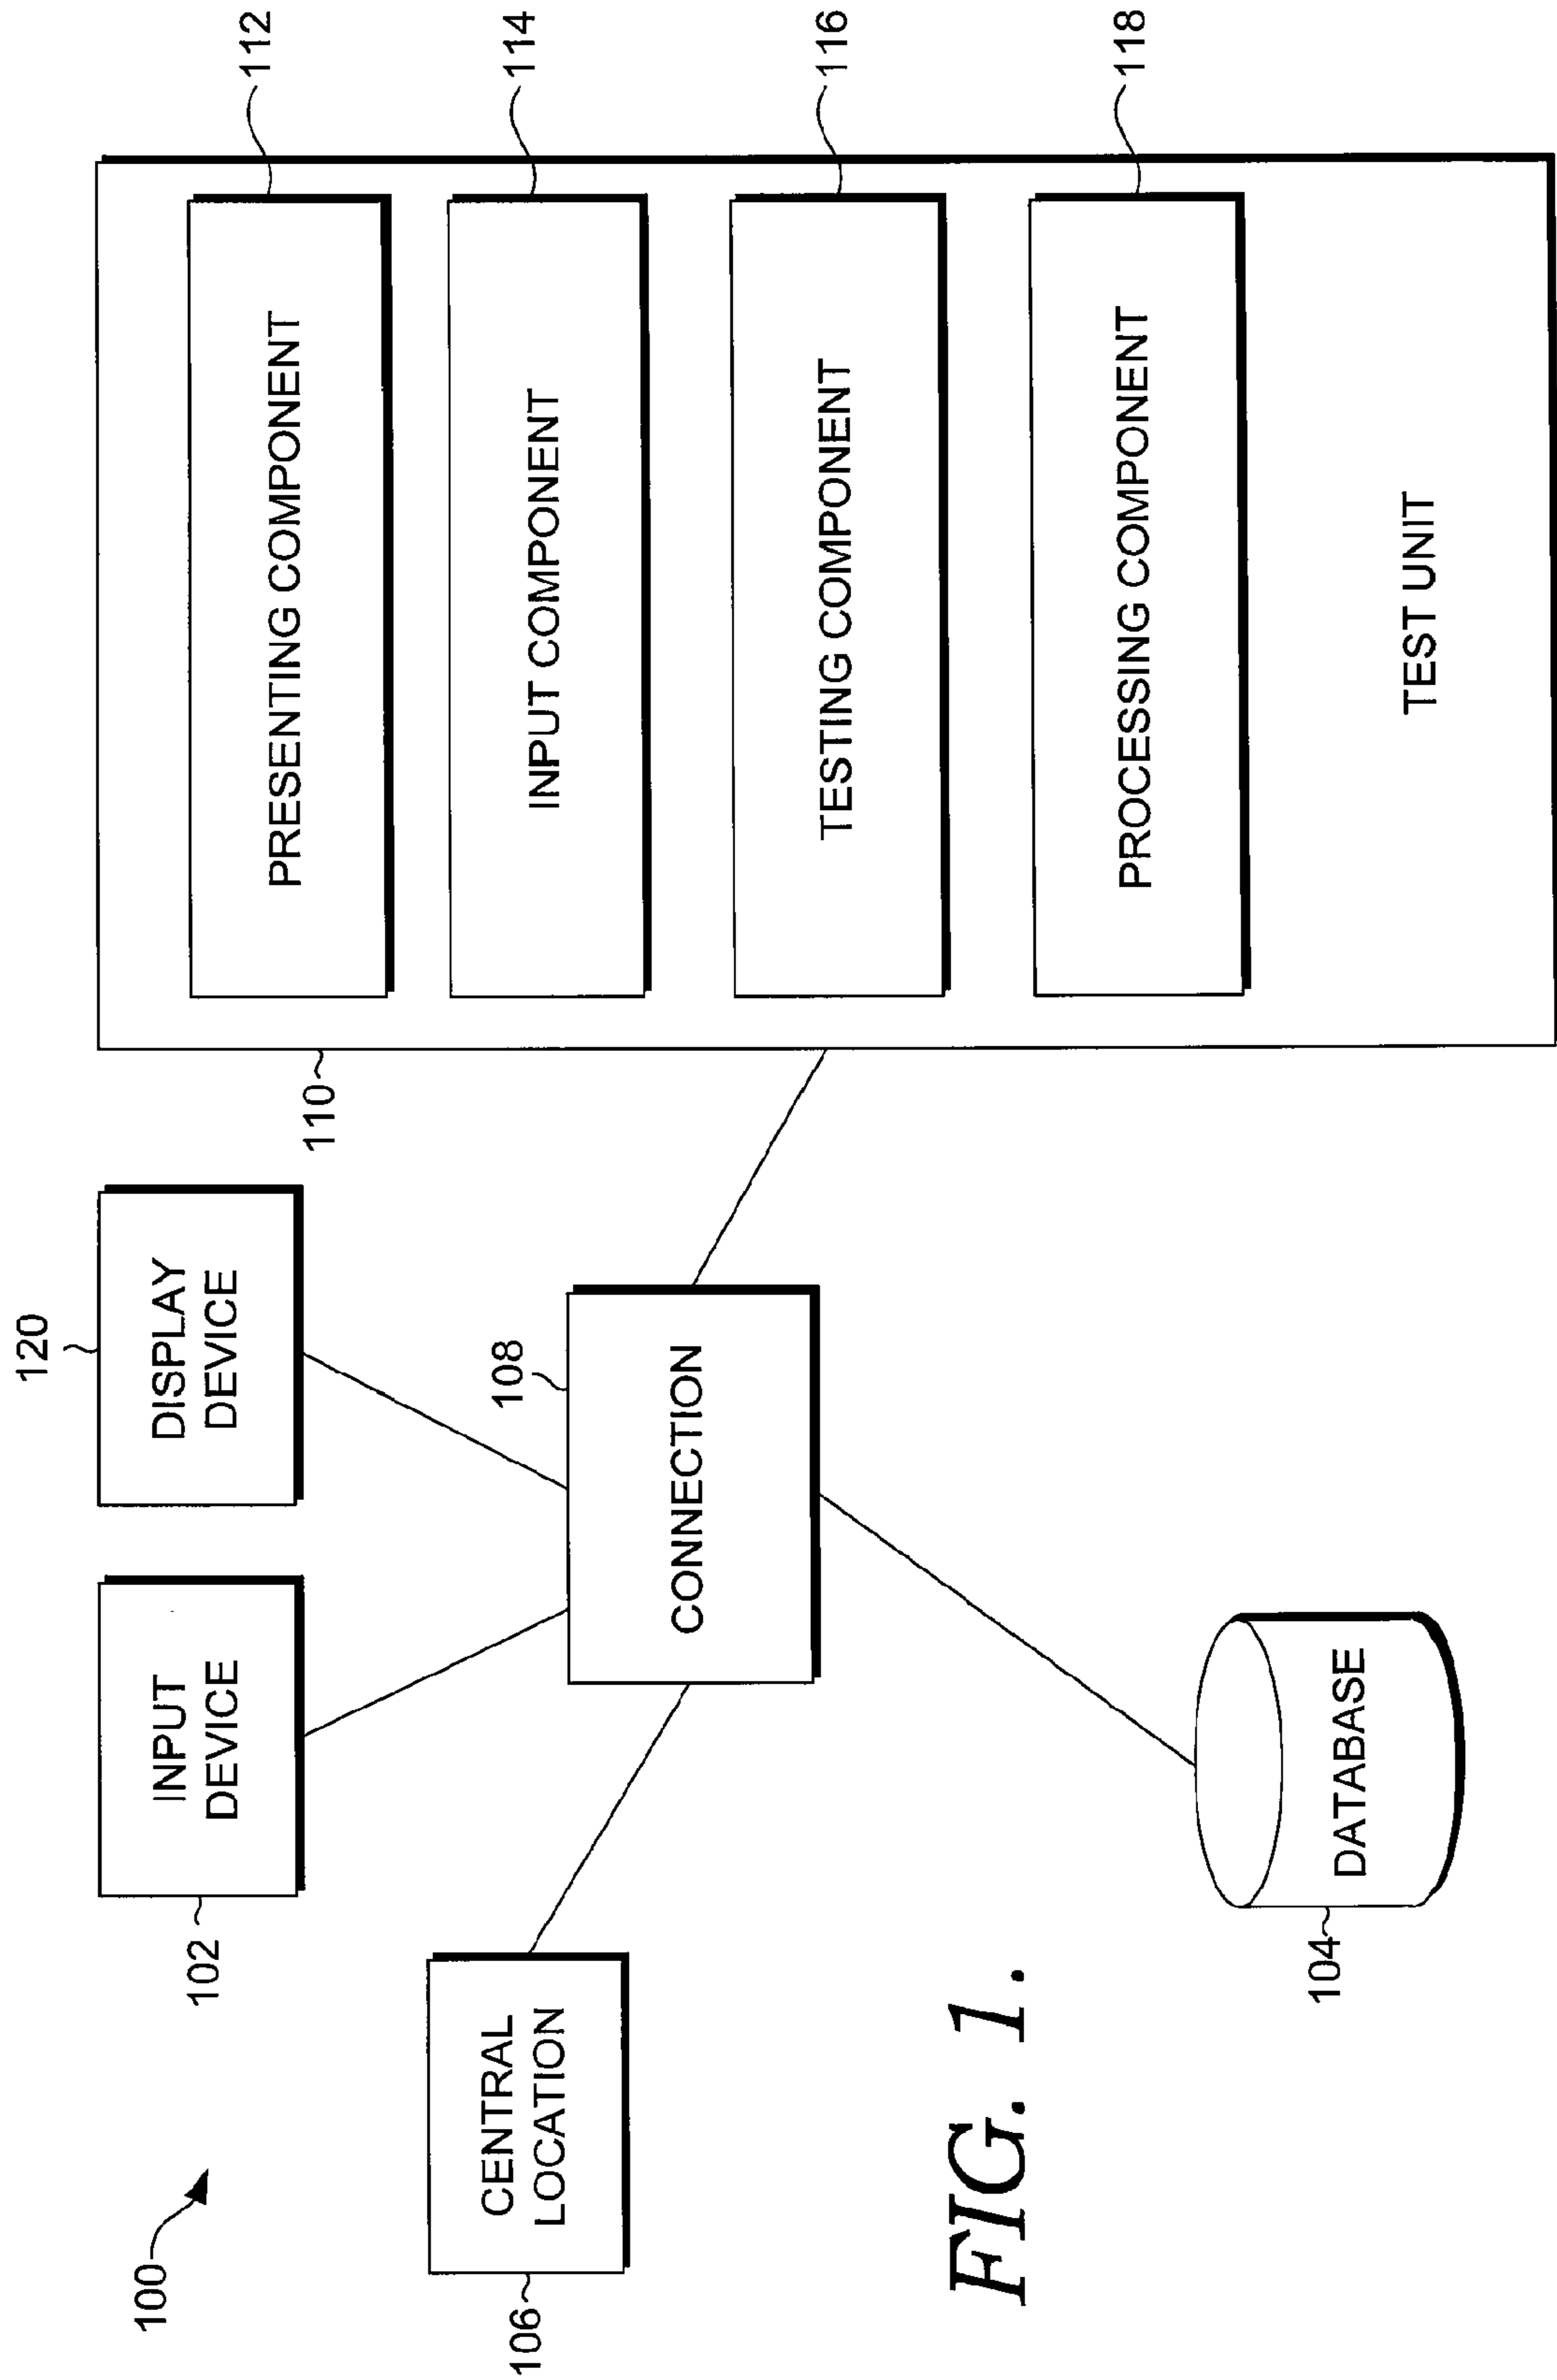 100
102
INPUT
DEVICE
120
DISPLAY
DEVICE
106
CENTRAL
LOCATION
108
CONNECTION
104
DATABASE
110
PRESENTING COMPONENT
112
INPUT COMPONENT
114
TESTING COMPONENT
116
PROCESSING COMPONENT
118
TEST UNIT
FIG. 1.